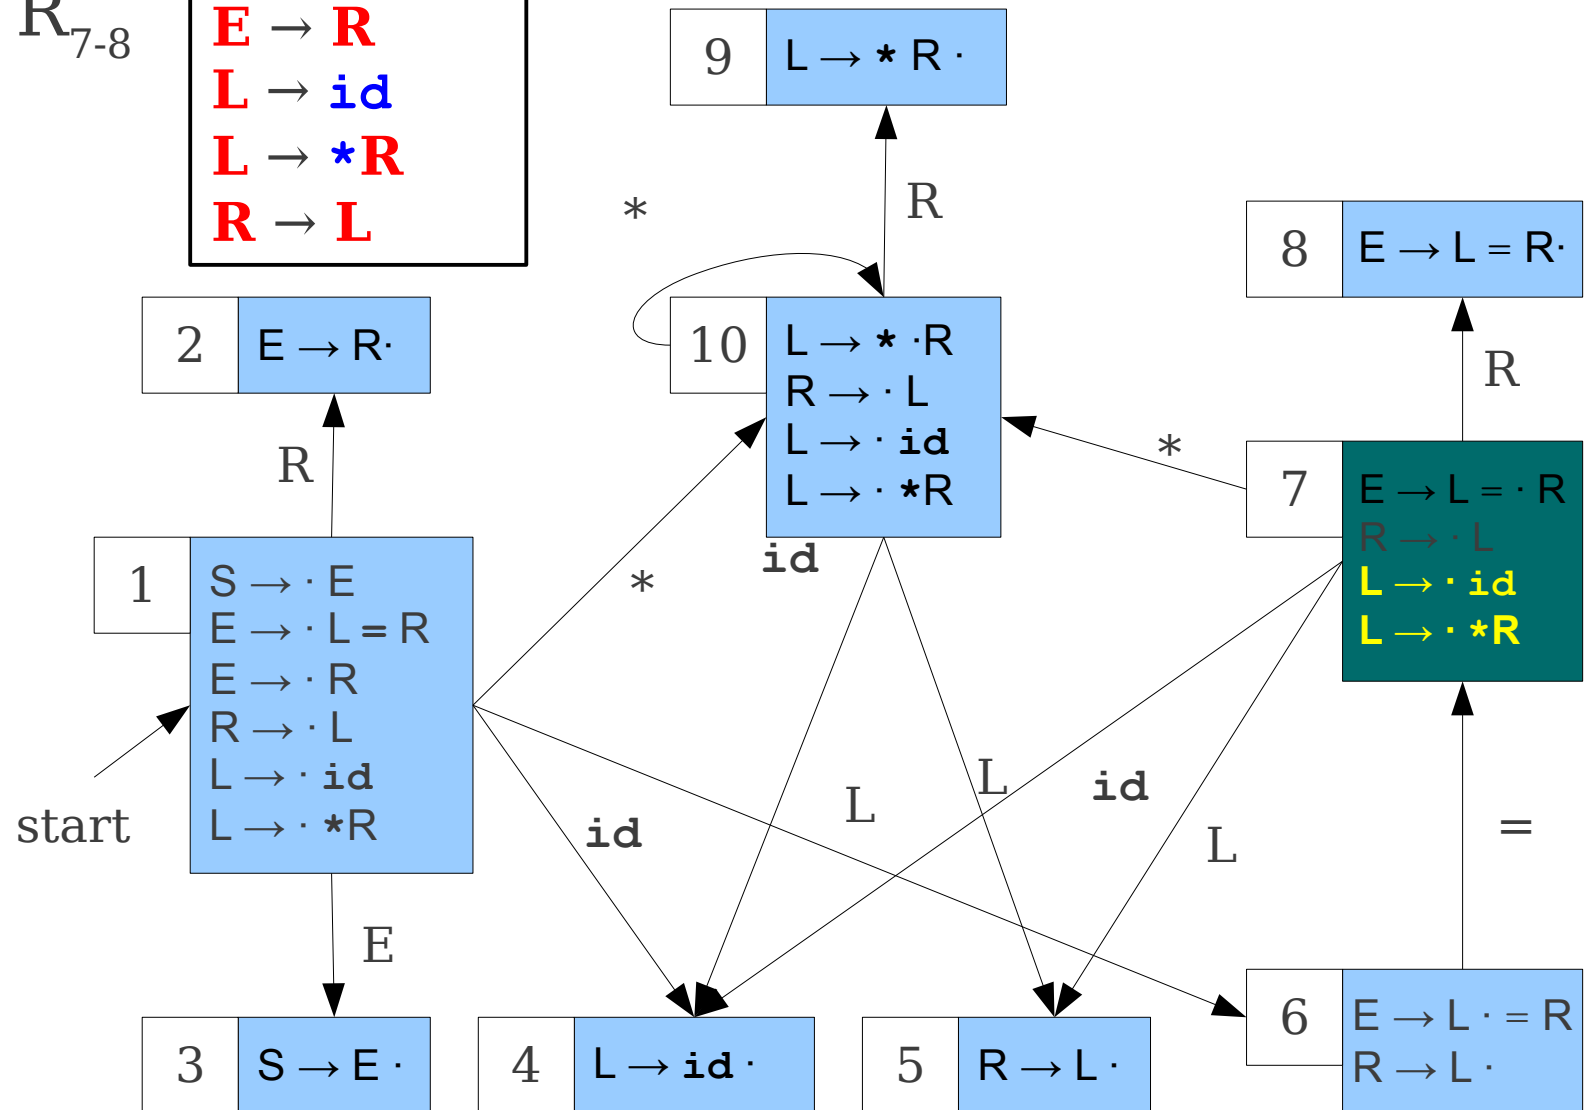 R7-8
E → R
L → id
L → *R
R → L
9
L → * R ·
*
R
8
E → L = R·
2
E → R·
10
L → * ·R
R → · L
L → · id
L → · *R
R
R
*
7
E → L = · R
R → · L
L → · id
L → · *R
1
S → · E
E → · L = R
E → · R
R → · L
L → · id
L → · *R
*
id
start
id
L
L
id
L
=
E
3
S → E ·
4
L → id ·
5
R → L ·
6
E → L · = R
R → L ·